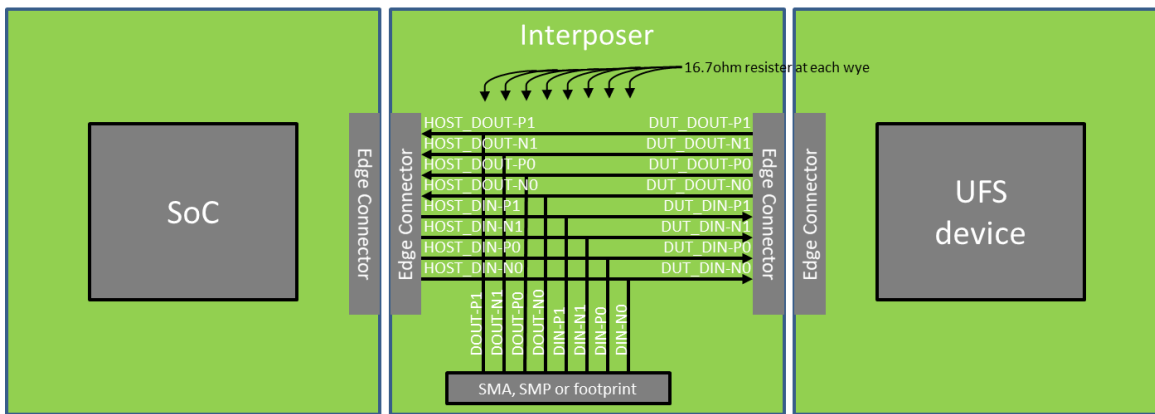 Interposer
16.7ohm resister at each wye
SoC
Edge Connector
Edge Connector
HOST_DOUT-P1
DUT_DOUT-P1
HOST_DOUT-N1
DUT_DOUT-N1
HOST_DOUT-P0
DUT_DOUT-P0
HOST_DOUT-N0
DUT_DOUT-N0
HOST_DIN-P1
DUT_DIN-P1
HOST_DIN-N1
DUT_DIN-N1
HOST_DIN-P0
DUT_DIN-P0
HOST_DIN-N0
DUT_DIN-N0
Edge Connector
Edge Connector
UFS
device
DOUT-P1
DOUT-N1
DOUT-P0
DOUT-N0
DIN-P1
DIN-N1
DIN-P0
DIN-N0
SMA, SMP or footprint